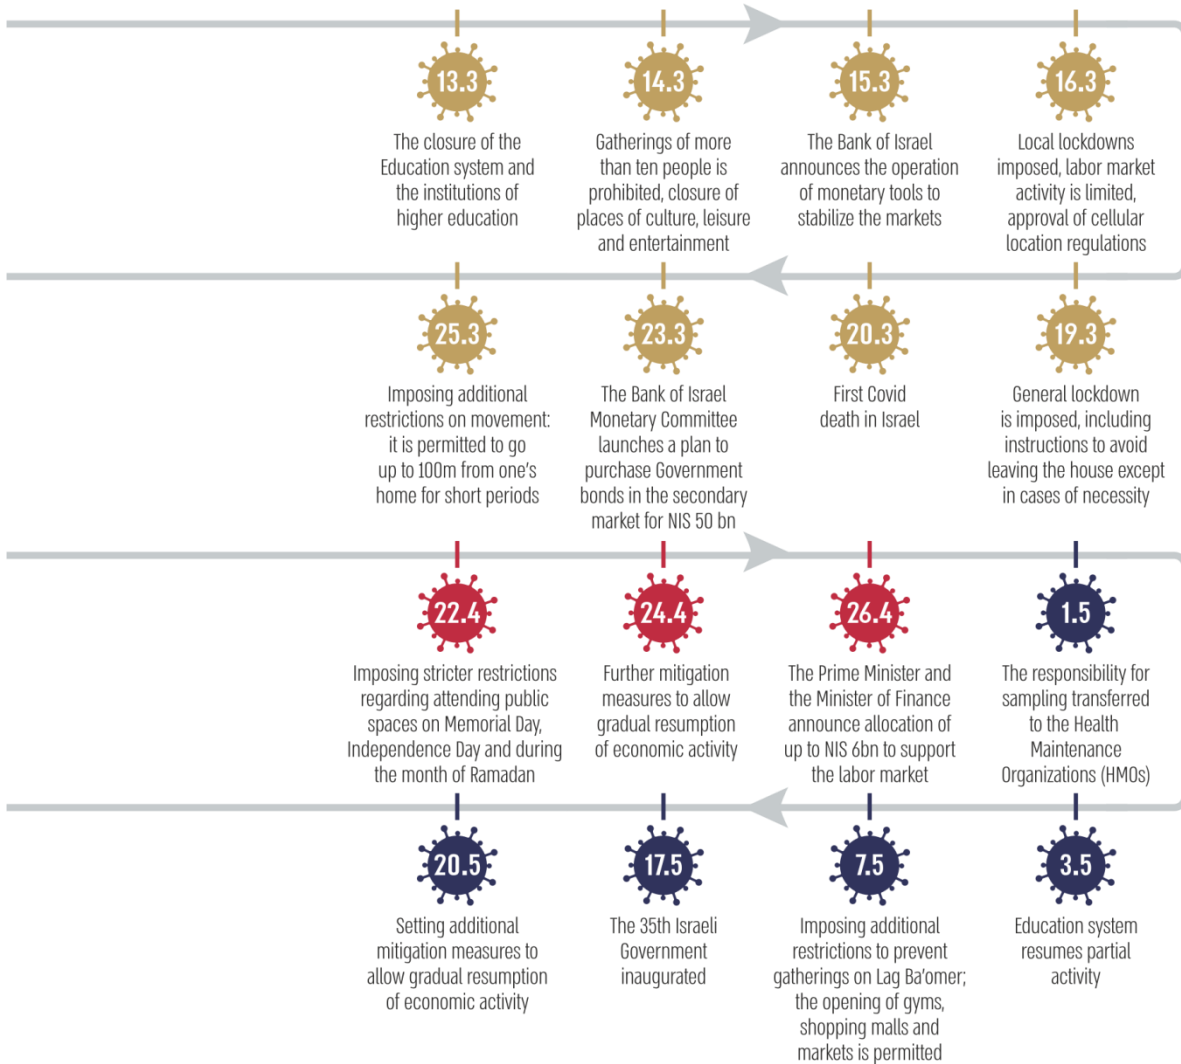 13.3
The closure of the
Education system and
the institutions of
higher education
14.3
Gatherings of more
than ten people is
prohibited, closure of
places of culture, leisure
and entertainment
15.3
The Bank of Israel
announces the operation
of monetary tools to
stabilize the markets
16.3
Local lockdowns
imposed, labor market
activity is limited,
approval of cellular
location regulations
25.3
Imposing additional
restrictions on movement:
it is permitted to go
up to 100m from one's
home for short periods
23.3
The Bank of Israel
Monetary Committee
launches a plan to
purchase Government
bonds in the secondary
market for NIS 50 bn
20.3
First Covid
death in Israel
19.3
General lockdown
is imposed, including
instructions to avoid
leaving the house except
in cases of necessity
22.4
Imposing stricter restrictions
regarding attending public
spaces on Memorial Day,
Independence Day and during
the month of Ramadan
24.4
Further mitigation
measures to allow
gradual resumption
of economic activity
26.4
The Prime Minister and
the Minister of Finance
announce allocation of
up to NIS 6bn to support
the labor market
1.5
The responsibility for
sampling transferred
to the Health
Maintenance
Organizations (HMOs)
20.5
Setting additional
mitigation measures to
allow gradual resumption
of economic activity
17.5
The 35th Israeli
Government
inaugurated
7.5
Imposing additional
restrictions to prevent
gatherings on Lag Ba'omer;
the opening of gyms,
shopping malls and
markets is permitted
3.5
Education system
resumes partial
activity